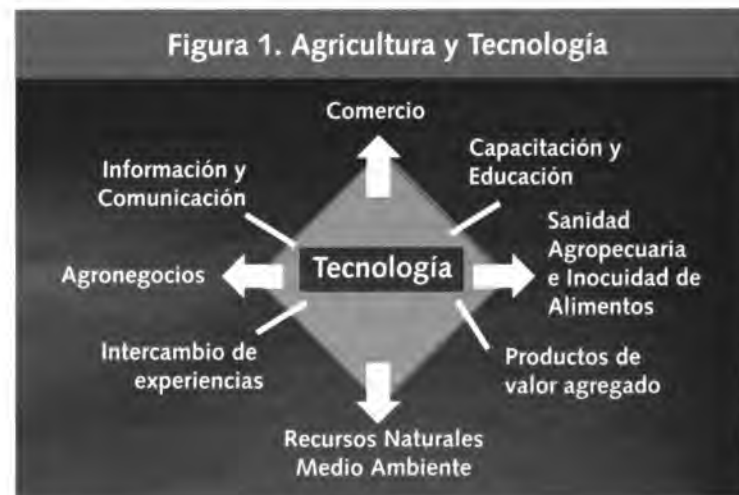 Figura 1. Agricultura y Tecnología
Comercio
Información y
Comunicación
Capacitación y
Educación
Agronegocios
Tecnología
Sanidad
Agropecuaria
e Inocuidad de
Alimentos
Intercambio de
experiencias
Productos de
valor agregado
Recursos Naturales
Medio Ambiente